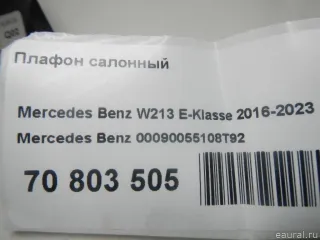 Плафон салонный
Mercedes Benz W213 E-Klasse 2016-2023
Mercedes Benz 00090055108T92
70 803 505
eaural.ru